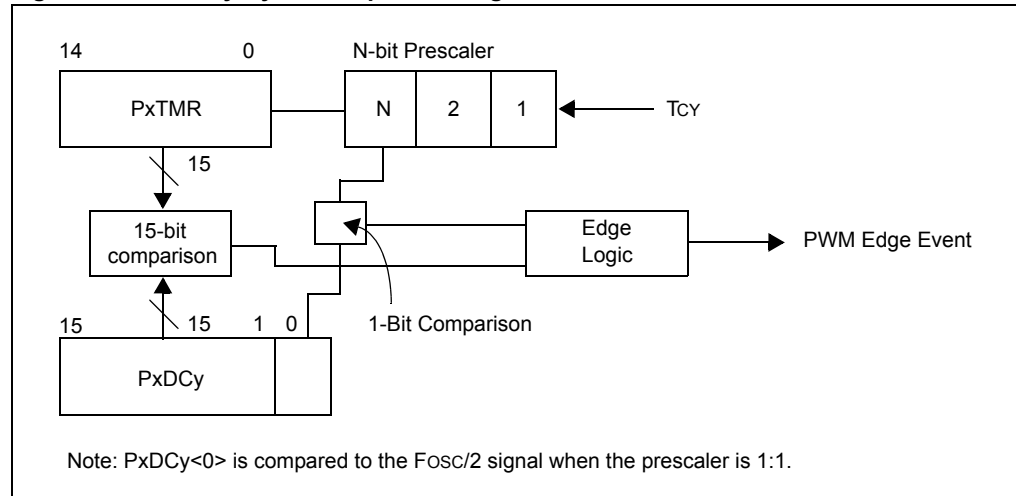 14 0 N-bit Prescaler
PxTMR N 2 1 TCY
15
15-bit
comparison
Edge
Logic
PWM Edge Event
15 15 1 0 1-Bit Comparison
PxDCy
Note: PxDCy<0> is compared to the FOSC/2 signal when the prescaler is 1:1.